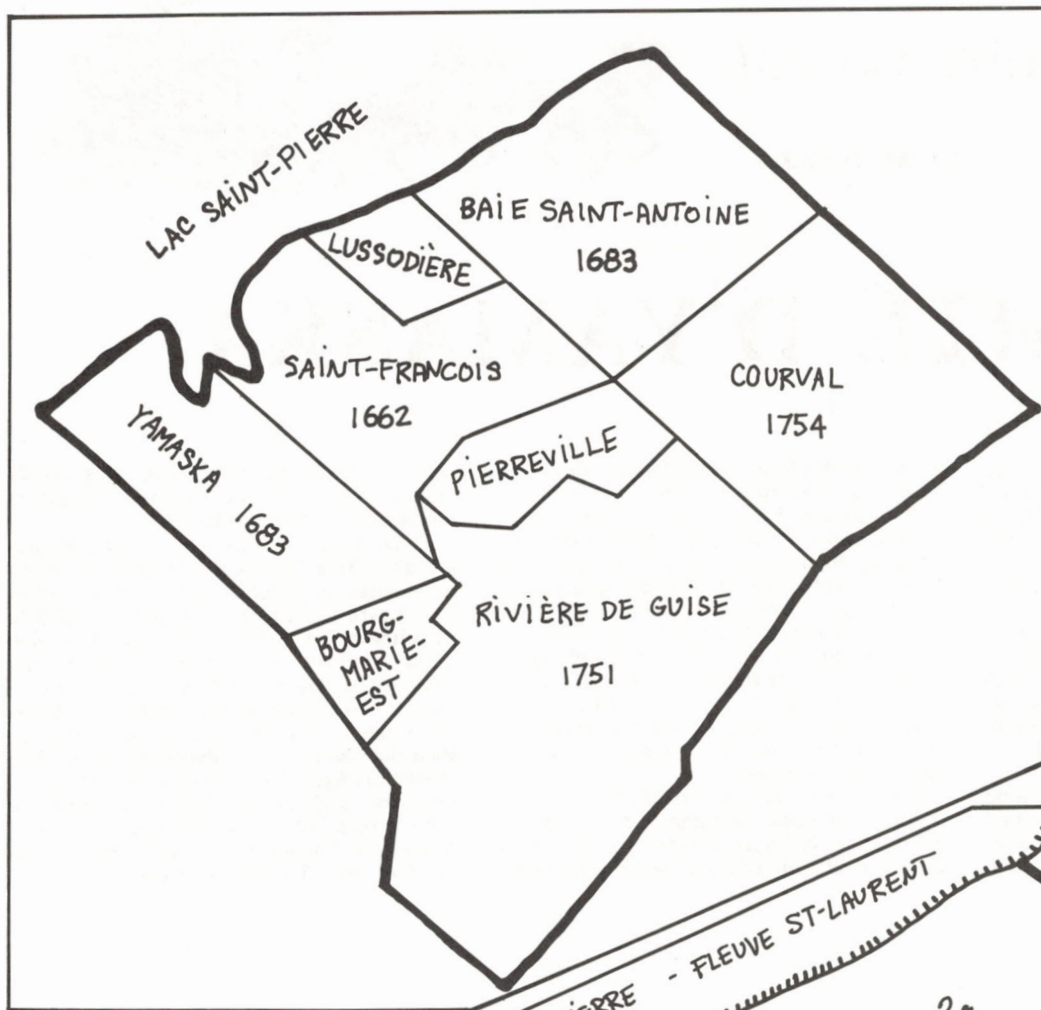 LAC SAINT-PIERRE
BAIE SAINT-ANTOINE
1683
LUSSODIÈRE
SAINT-FRANCOIS
1662
COURVAL
1754
YAMASKA 1683
PIERREVILLE
RIVIÈRE DE GUISE
1751
BOURG-
MARIE-
EST
- FLEUVE ST-LAURENT